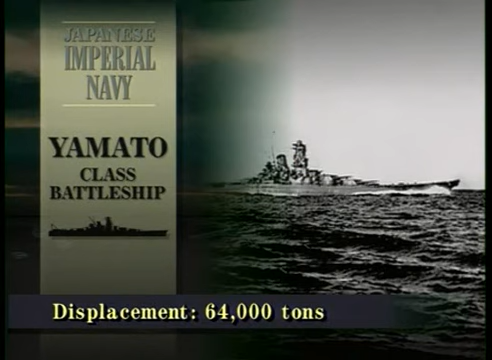 JAPANESE
IMPERIAL
NAVY
YAMATO
CLASS
BATTLESHIP
Displacement: 64,000 tons